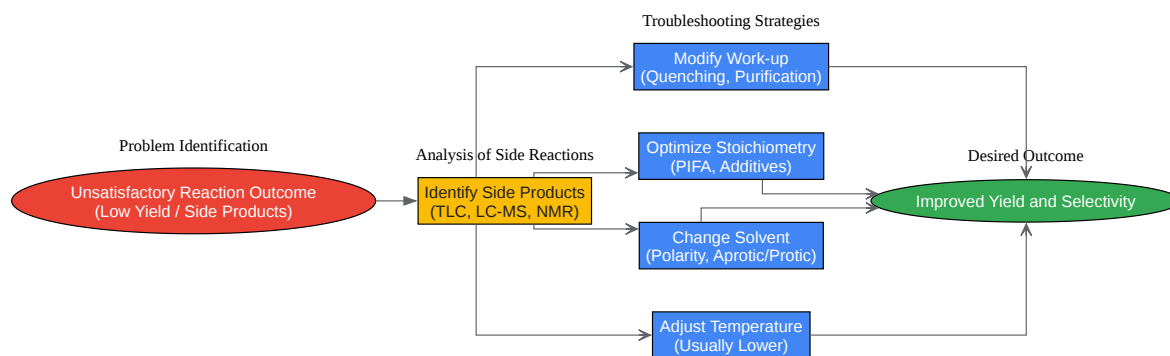 Troubleshooting Strategies
Modify Work-up
(Quenching, Purification)
Problem Identification
Unsatisfactory Reaction Outcome
(Low Yield / Side Products)
Analysis of Side Reactions
Identify Side Products
(TLC, LC-MS, NMR)
Optimize Stoichiometry
(PIFA, Additives)
Change Solvent
(Polarity, Aprotic/Protic)
Adjust Temperature
(Usually Lower)
Desired Outcome
Improved Yield and Selectivity